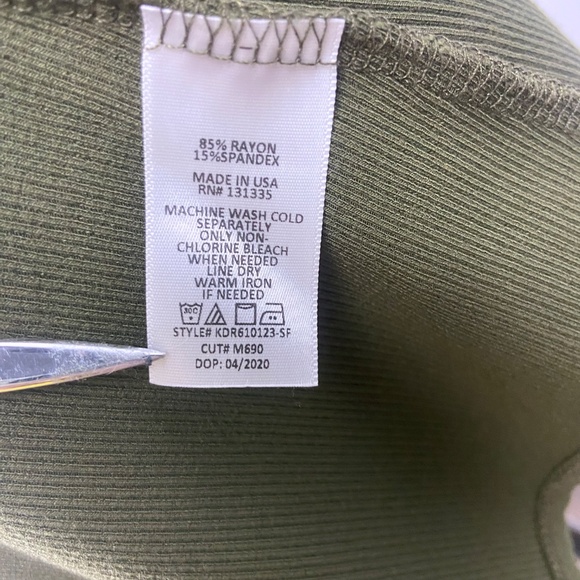 85% RAYON
15%SPANDEX
MADE IN USA
RN# 131335
MACHINE WASH COLD
SEPARATELY
ONLY NON-
CHLORINE BLEACH
WHEN NEEDED
LINE DRY
WARM IRON
IF NEEDED
30C
STYLE# KDR610123-SF
CUT# M690
DOP: 04/2020